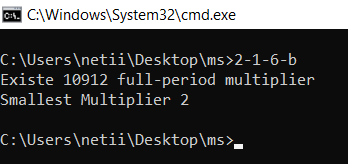 C:\Windows\System32\cmd.exe
C:\Users\netii\Desktop\ms>2-1-6-b
Existe 10912 full-period multiplier
Smallest Multiplier 2
C:\Users\netii\Desktop\ms>